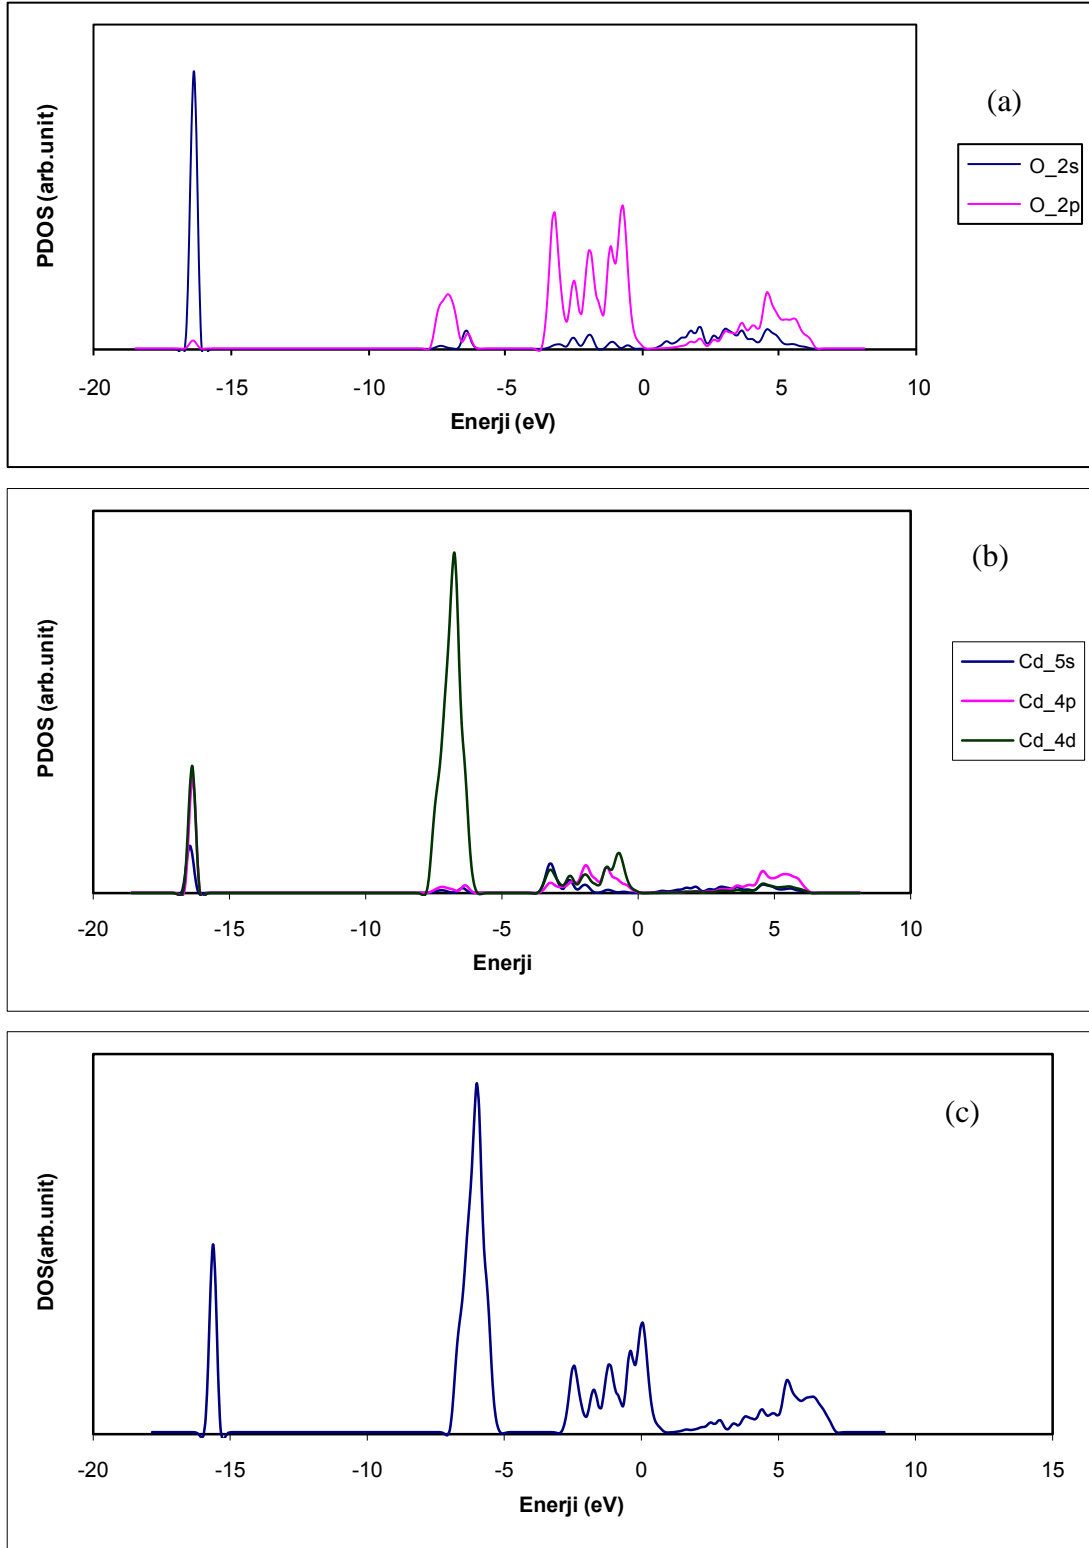 (a)
PDOS (arb.unit)
O_2s
O_2p
-20 -15 -10 -5 0 5 10
Enerji (eV)
(b)
PDOS (arb.unit)
Cd_5s
Cd_4p
Cd_4d
-20 -15 -10 -5 0 5 10
Enerji
(c)
DOS(arb.unit)
-20 -15 -10 -5 0 5 10 15
Enerji (eV)